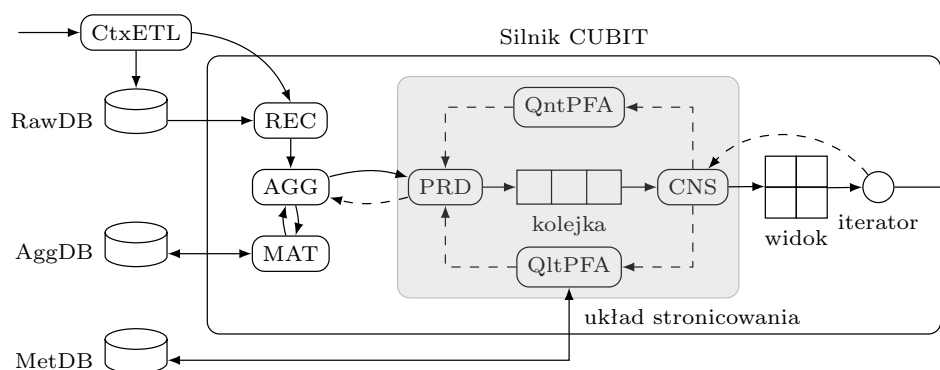 CtxETL
Silnik CUBIT
RawDB
REC
QntPFA
AGG
PRD
CNS
kolejka
widok
iterator
AggDB
MAT
QltPFA
układ stronicowania
MetDB